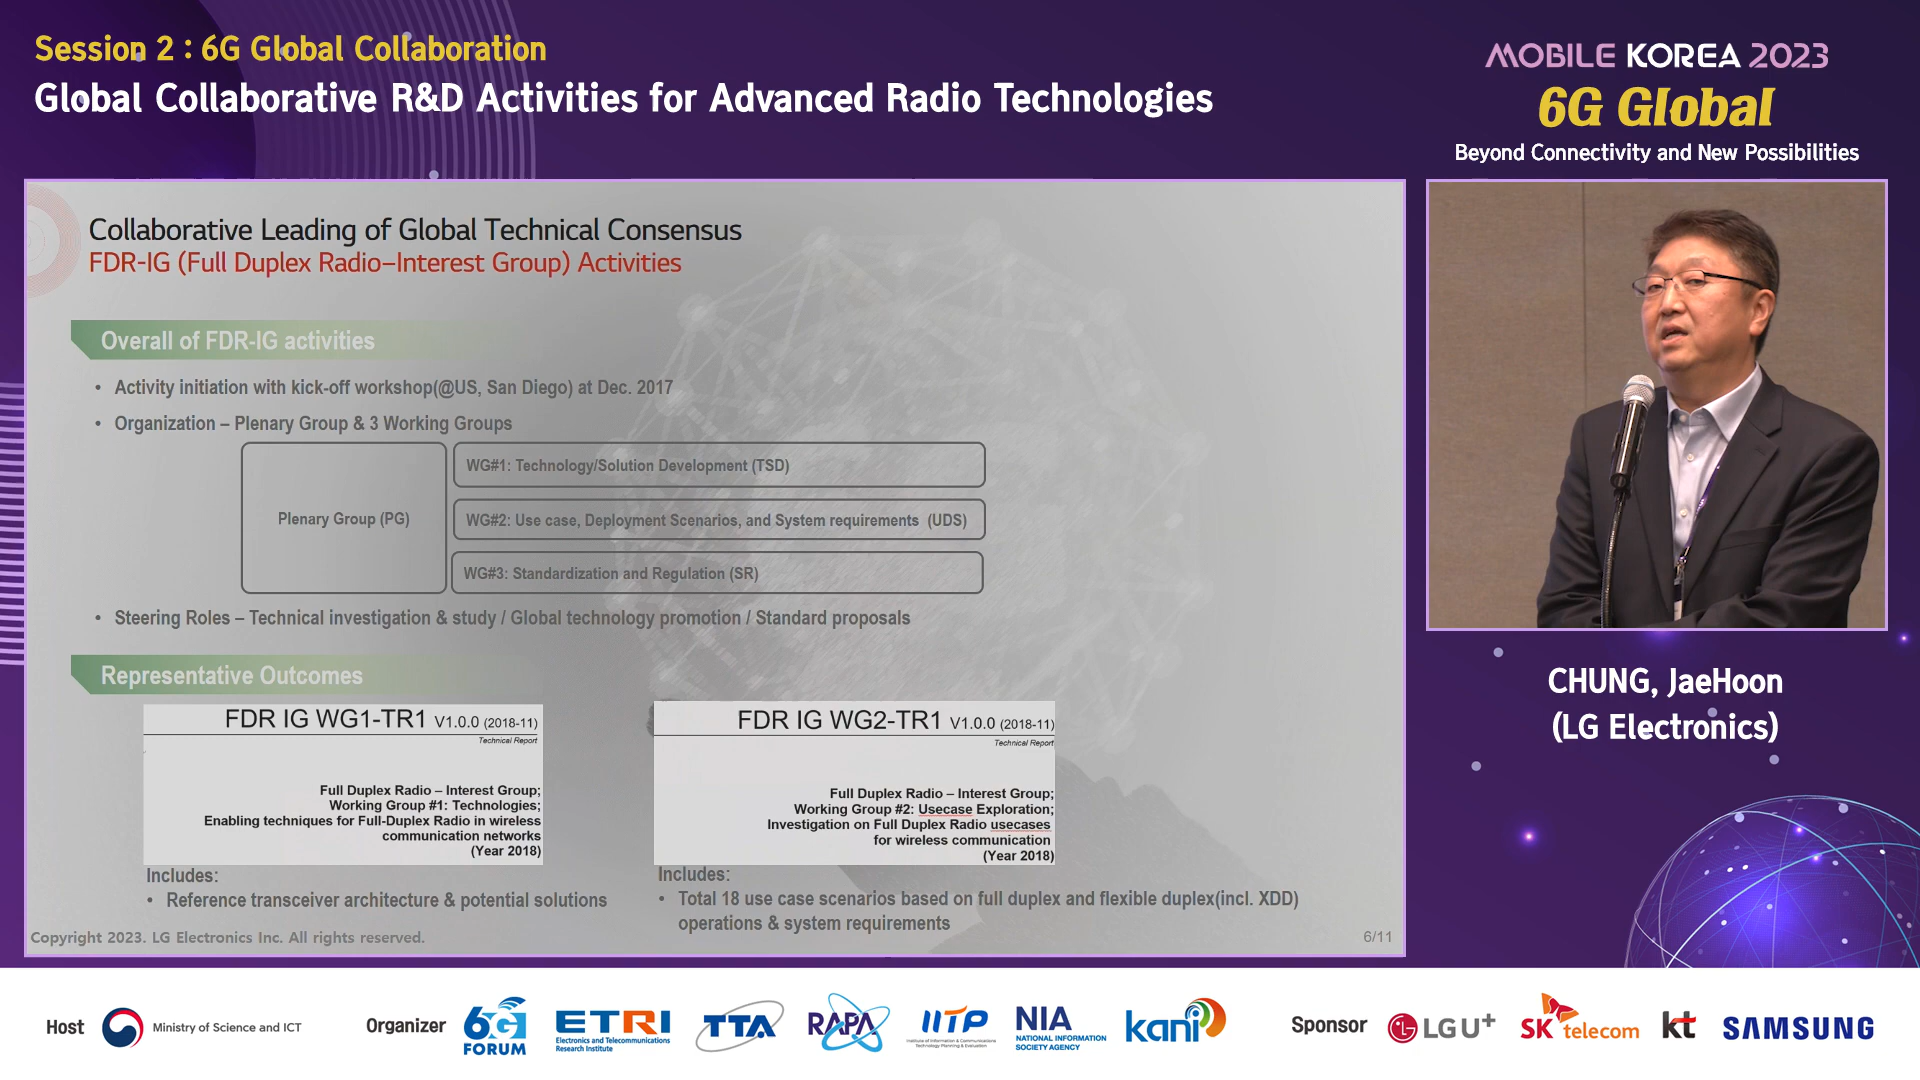 Session 2 : 6G Global Collaboration
Global Collaborative R&D Activities for Advanced Radio Technologies
MOBILE KOREA 2023
6G Global
Beyond Connectivity and New Possibilities
Collaborative Leading of Global Technical Consensus
FDR-IG (Full Duplex Radio–Interest Group) Activities
Overall of FDR-IG activities
• Activity initiation with kick-off workshop(@US, San Diego) at Dec. 2017
• Organization – Plenary Group & 3 Working Groups
Plenary Group (PG)
WG#1: Technology/Solution Development (TSD)
WG#2: Use case, Deployment Scenarios, and System requirements (UDS)
WG#3: Standardization and Regulation (SR)
• Steering Roles – Technical investigation & study / Global technology promotion / Standard proposals
Representative Outcomes
FDR IG WG1-TR1 V1.0.0 (2018-11)
Technical Report
Full Duplex Radio – Interest Group;
Working Group #1: Technologies;
Enabling techniques for Full-Duplex Radio in wireless
communication networks
(Year 2018)
Includes:
• Reference transceiver architecture & potential solutions
FDR IG WG2-TR1 V1.0.0 (2018-11)
Technical Report
Full Duplex Radio – Interest Group;
Working Group #2: Usecase Exploration;
Investigation on Full Duplex Radio usecases
for wireless communication
(Year 2018)
Includes:
• Total 18 use case scenarios based on full duplex and flexible duplex(incl. XDD)
operations & system requirements
Copyright 2023. LG Electronics Inc. All rights reserved.
6/11
CHUNG, JaeHoon
(LG Electronics)
Host
Ministry of Science and ICT
Organizer
6G
FORUM
ETRI
Electronics and Telecommunications
Research Institute
TTA
RAPA
IITP
Institute of Information & Communications
Technology Planning & Evaluation
NIA
NATIONAL INFORMATION
SOCIETY AGENCY
kani
Sponsor
LG U+
SK telecom
kt
SAMSUNG